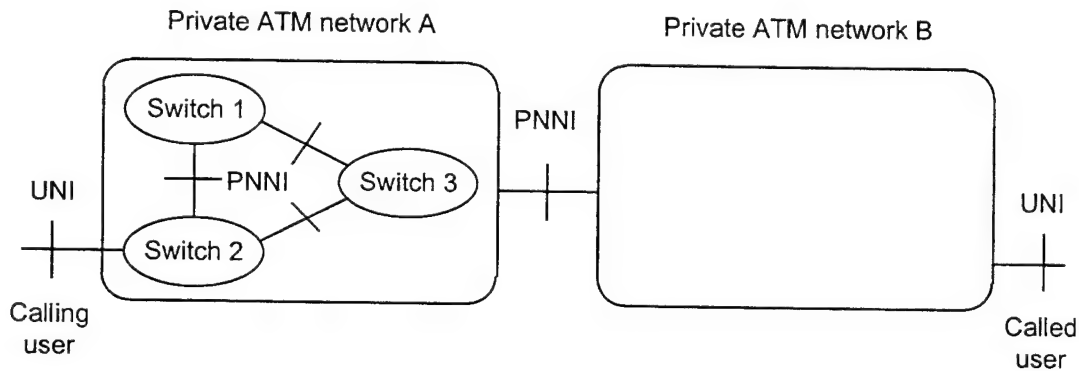 Private ATM network A
Private ATM network B
Switch 1
PNNI
PNNI
Switch 3
UNI
UNI
Switch 2
Calling
user
Called
user